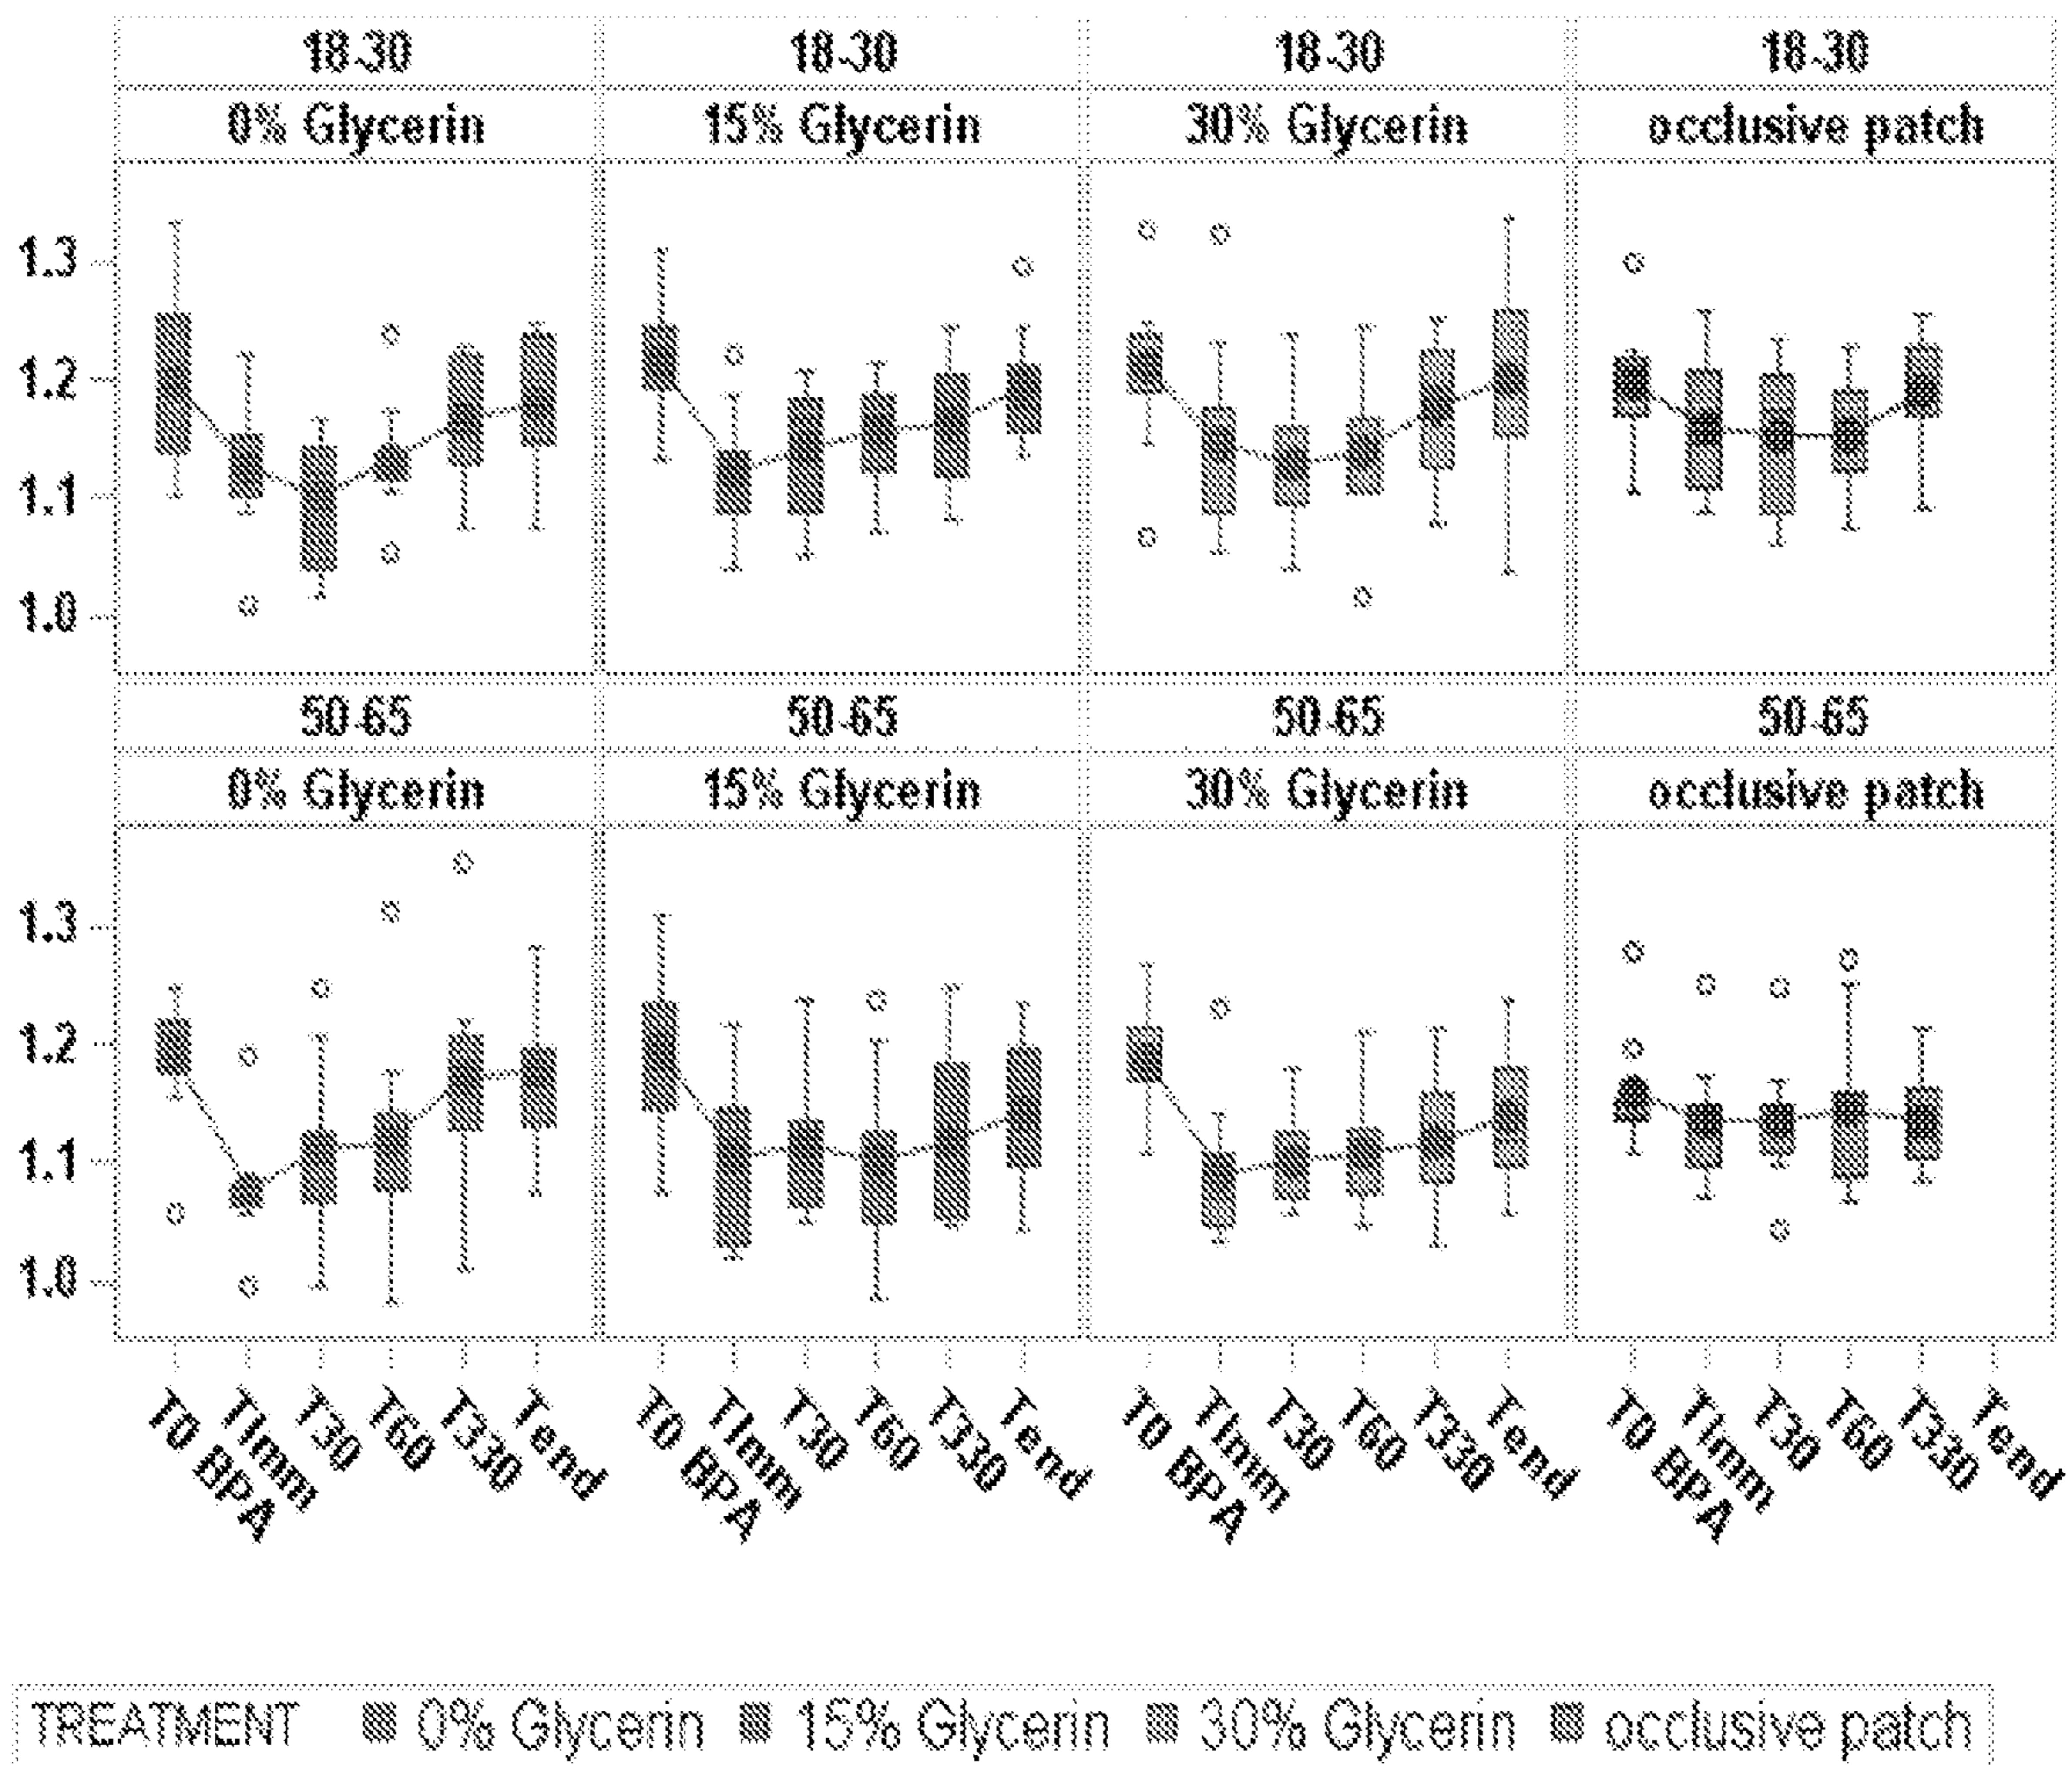 18-30 18-30 18-30 18-30
0% Glycerin 15% Glycerin 30% Glycerin occlusive patch
1.3
1.2
1.1
1.0
50-65 50-65 50-65 50-65
0% Glycerin 15% Glycerin 30% Glycerin occlusive patch
1.3
1.2
1.1
1.0
T0 BPA TImm T30 T60 T330 Tend T0 BPA TImm T30 T60 T330 Tend T0 BPA TImm T30 T60 T330 Tend T0 BPA TImm T30 T60 T330 Tend
TREATMENT 0% Glycerin 15% Glycerin 30% Glycerin occlusive patch